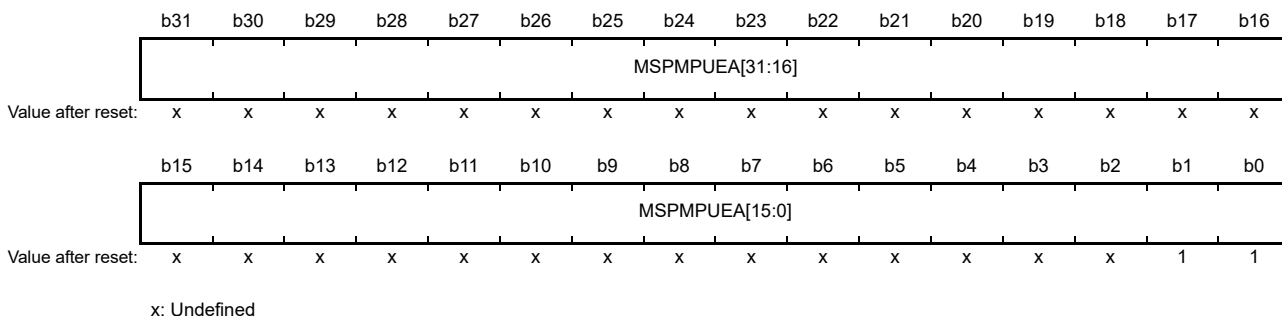 b31 b30 b29 b28 b27 b26 b25 b24 b23 b22 b21 b20 b19 b18 b17 b16
MSPMPUEA[31:16]
Value after reset: x x x x x x x x x x x x x x x x
b15 b14 b13 b12 b11 b10 b9 b8 b7 b6 b5 b4 b3 b2 b1 b0
MSPMPUEA[15:0]
Value after reset: x x x x x x x x x x x x x x 1 1
x: Undefined